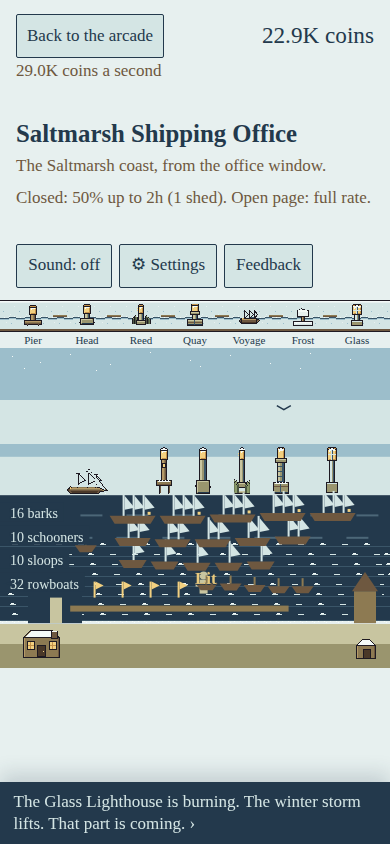 Back to the arcade
22.9K coins
29.0K coins a second
Saltmarsh Shipping Office
The Saltmarsh coast, from the office window.
Closed: 50% up to 2h (1 shed). Open page: full rate.
Sound: off
⚙ Settings
Feedback
Pier
Head
Reed
Quay
Voyage
Frost
Glass
16 barks
10 schooners
10 sloops
32 rowboats
Lit
The Glass Lighthouse is burning. The winter storm
lifts. That part is coming. ›